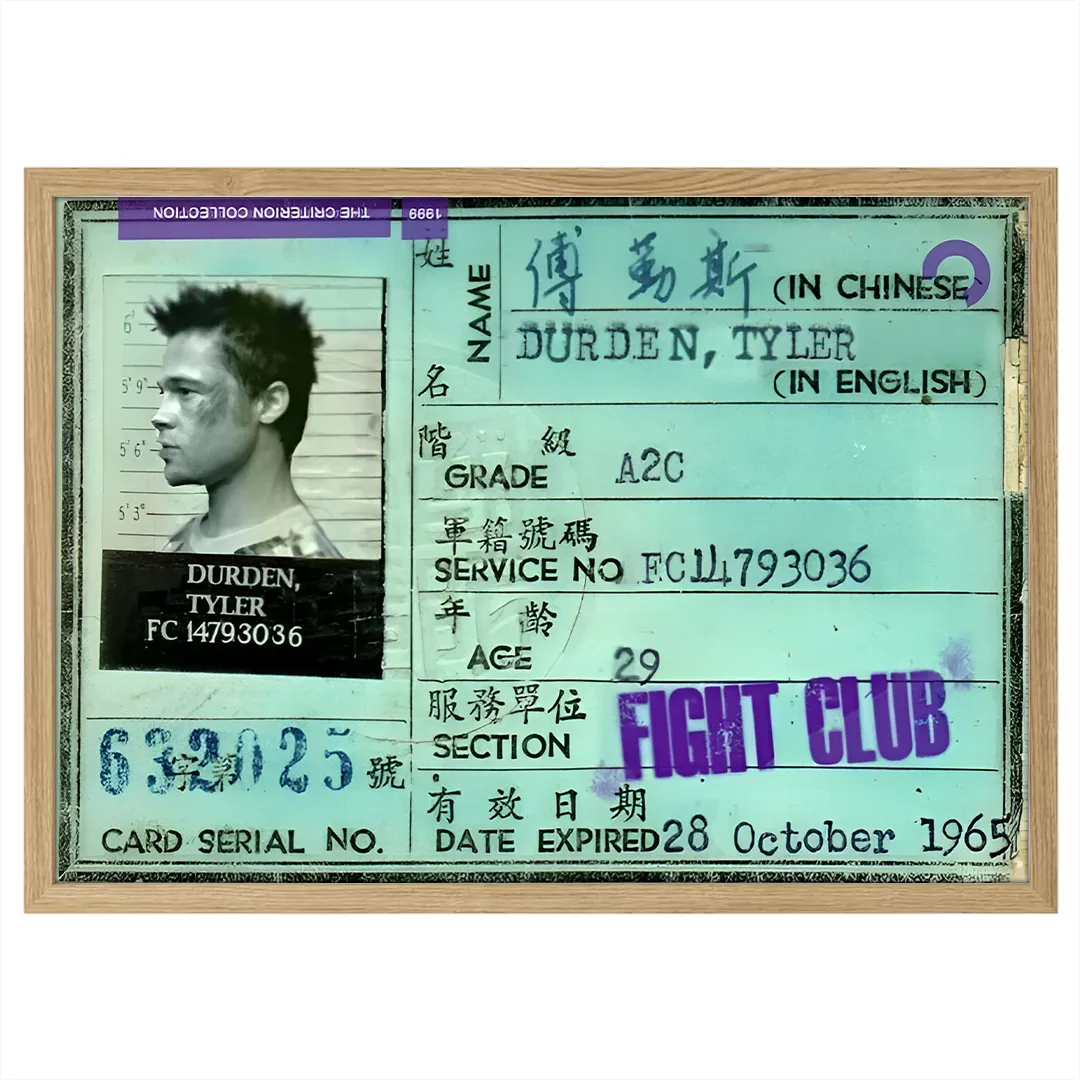 THE CRITERION COLLECTION
1999
姓
名
NAME
傅勤斯
(IN CHINESE)
DURDEN, TYLER
(IN ENGLISH)
6'
5' 9"
5' 6"
5' 3"
DURDEN,
TYLER
FC 14793036
階 級
GRADE A2C
軍籍號碼
SERVICE NO FC14793036
年 齡
AGE 29
服務單位
SECTION FIGHT CLUB
632025
字第 號
CARD SERIAL NO.
有效日期
DATE EXPIRED 28 October 1965